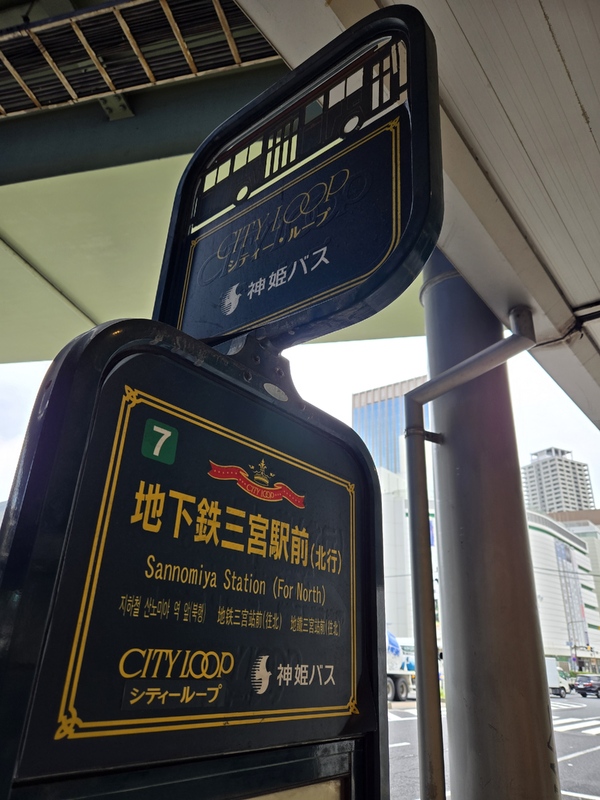 CITY LOOP
シティー・ループ
神姫バス
7
CITY LOOP
地下鉄三宮駅前(北行)
Sannomiya Station (For North)
지하철 산노미야 역 앞(북행) 地铁三宫站前(往北) 地鐵三宮站前(往北)
CITY LOOP 神姫バス
シティーループ